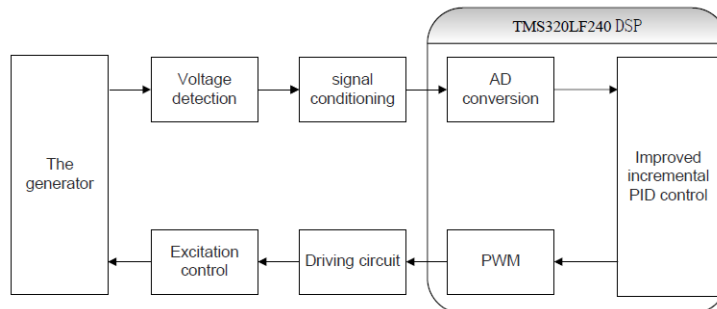 TMS320LF240 DSP
The
generator
Voltage
detection
signal
conditioning
AD
conversion
Improved
incremental
PID control
Excitation
control
Driving circuit
PWM